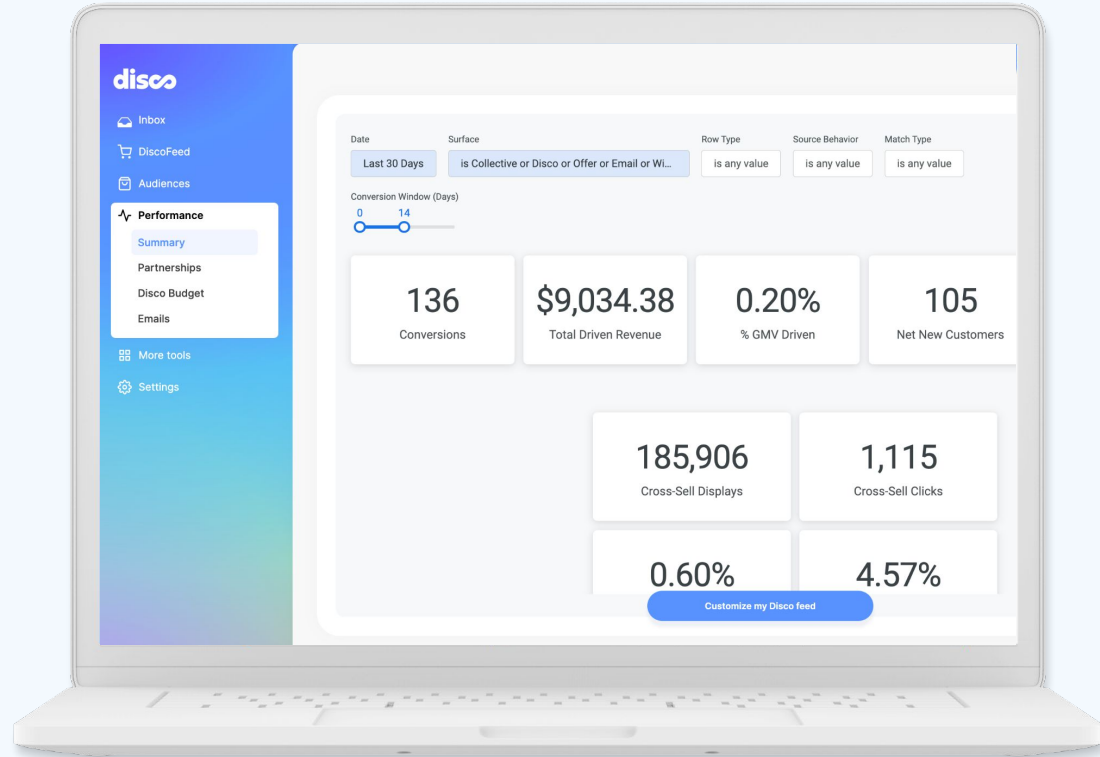 disco
Inbox
DiscoFeed
Audiences
Performance
Summary
Partnerships
Disco Budget
Emails
More tools
Settings
Date Surface Row Type Source Behavior Match Type
Last 30 Days is Collective or Disco or Offer or Email or Wi... is any value is any value is any value
Conversion Window (Days)
0 14
136 $9,034.38 0.20% 105
Conversions Total Driven Revenue % GMV Driven Net New Customers
185,906 1,115
Cross-Sell Displays Cross-Sell Clicks
0.60% 4.57%
Customize my Disco feed